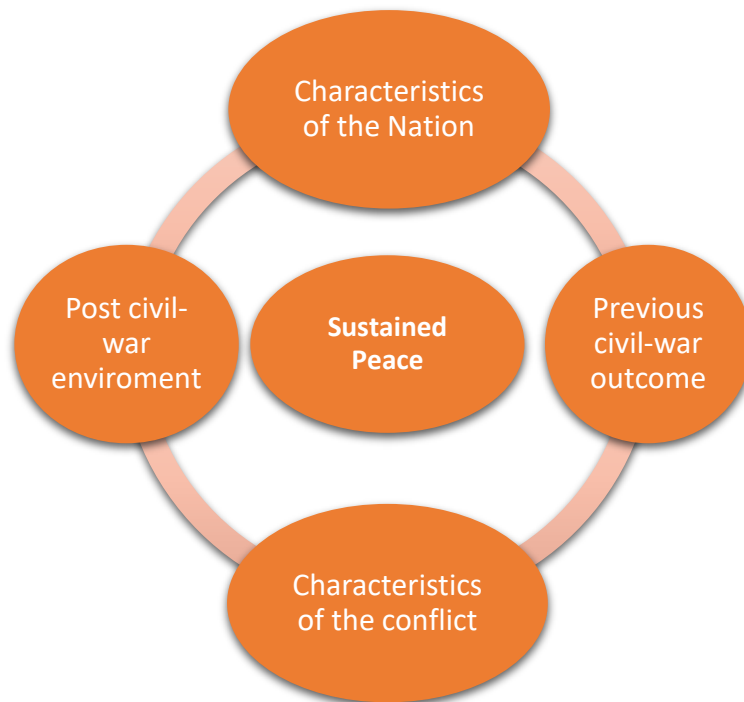 Characteristics
of the Nation
Post civil-
war
enviroment
Sustained
Peace
Previous
civil-war
outcome
Characteristics
of the conflict